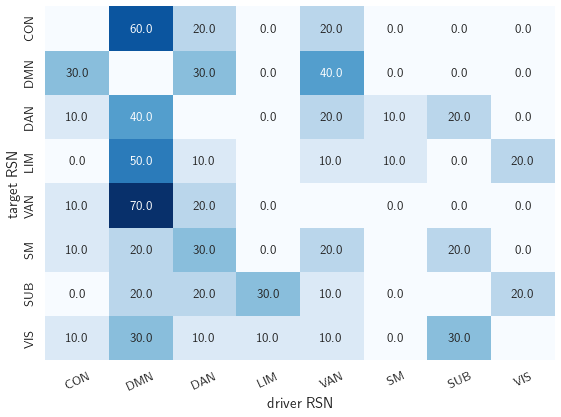 CON 60.0 20.0 0.0 20.0 0.0 0.0 0.0
DMN 30.0 30.0 0.0 40.0 0.0 0.0 0.0
DAN 10.0 40.0 0.0 20.0 10.0 20.0 0.0
LIM 0.0 50.0 10.0 10.0 10.0 0.0 20.0
VAN 10.0 70.0 20.0 0.0 0.0 0.0 0.0
SM 10.0 20.0 30.0 0.0 20.0 20.0 0.0
SUB 0.0 20.0 20.0 30.0 10.0 0.0 20.0
VIS 10.0 30.0 10.0 10.0 10.0 0.0 30.0
target RSN
CON DMN DAN LIM VAN SM SUB VIS
driver RSN